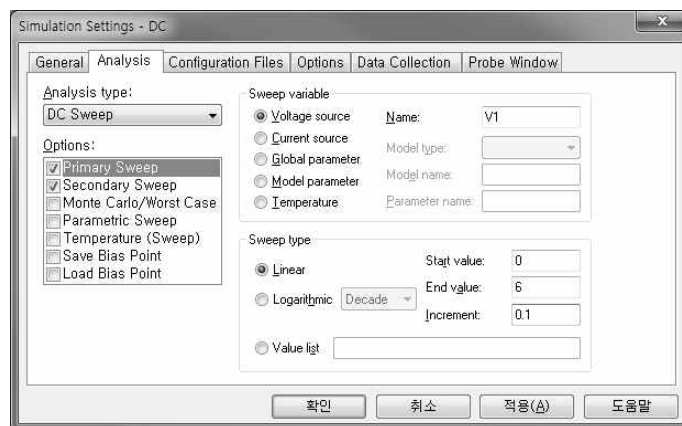 Simulation Settings - DC
General Analysis Configuration Files Options Data Collection Probe Window
Analysis type:
DC Sweep
Options:
Primary Sweep
Secondary Sweep
Monte Carlo/Worst Case
Parametric Sweep
Temperature (Sweep)
Save Bias Point
Load Bias Point
Sweep variable
Voltage source Name: V1
Current source
Global parameter Model type:
Model parameter Model name:
Temperature Parameter name:
Sweep type
Linear
Logarithmic Decade
Start value: 0
End value: 6
Increment: 0.1
Value list
확인 취소 적용(A) 도움말